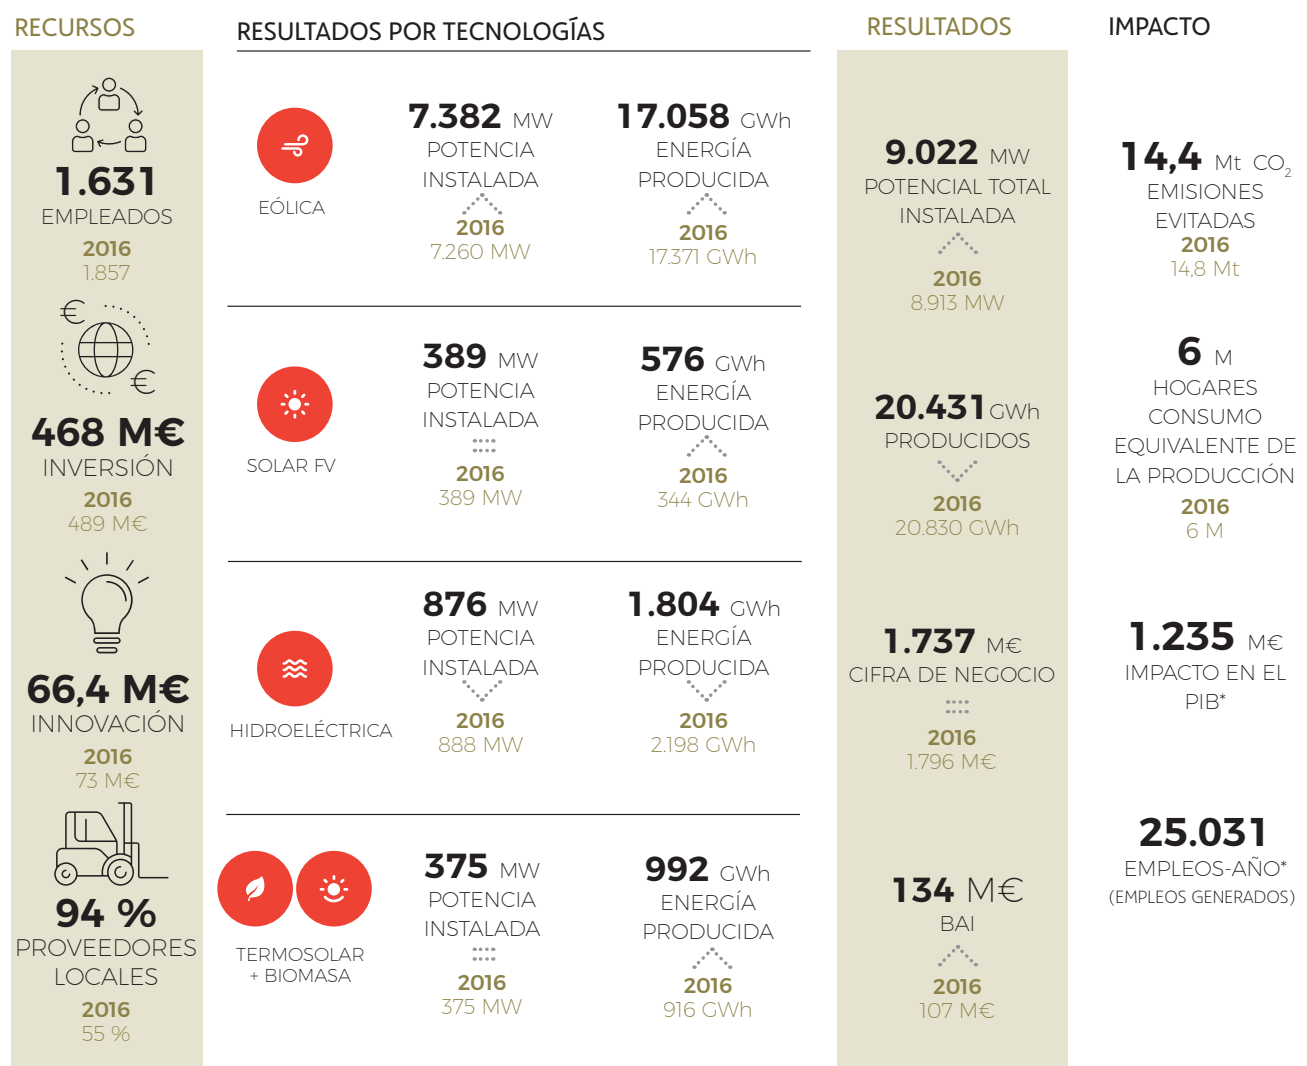 RECURSOS
1.631
EMPLEADOS
2016
1.857
€
€
468 M€
INVERSIÓN
2016
489 M€
66,4 M€
INNOVACIÓN
2016
73 M€
94 %
PROVEEDORES
LOCALES
2016
55 %
RESULTADOS POR TECNOLOGÍAS
EÓLICA
7.382 MW
POTENCIA
INSTALADA
2016
7.260 MW
17.058 GWh
ENERGÍA
PRODUCIDA
2016
17.371 GWh
SOLAR FV
389 MW
POTENCIA
INSTALADA
2016
389 MW
576 GWh
ENERGÍA
PRODUCIDA
2016
344 GWh
HIDROELÉCTRICA
876 MW
POTENCIA
INSTALADA
2016
888 MW
1.804 GWh
ENERGÍA
PRODUCIDA
2016
2.198 GWh
TERMOSOLAR
+ BIOMASA
375 MW
POTENCIA
INSTALADA
2016
375 MW
992 GWh
ENERGÍA
PRODUCIDA
2016
916 GWh
RESULTADOS
9.022 MW
POTENCIAL TOTAL
INSTALADA
2016
8.913 MW
20.431 GWh
PRODUCIDOS
2016
20.830 GWh
1.737 M€
CIFRA DE NEGOCIO
2016
1.796 M€
134 M€
BAI
2016
107 M€
IMPACTO
14,4 Mt CO2
EMISIONES
EVITADAS
2016
14,8 Mt
6 M
HOGARES
CONSUMO
EQUIVALENTE DE
LA PRODUCCIÓN
2016
6 M
1.235 M€
IMPACTO EN EL
PIB*
25.031
EMPLEOS-AÑO*
(EMPLEOS GENERADOS)